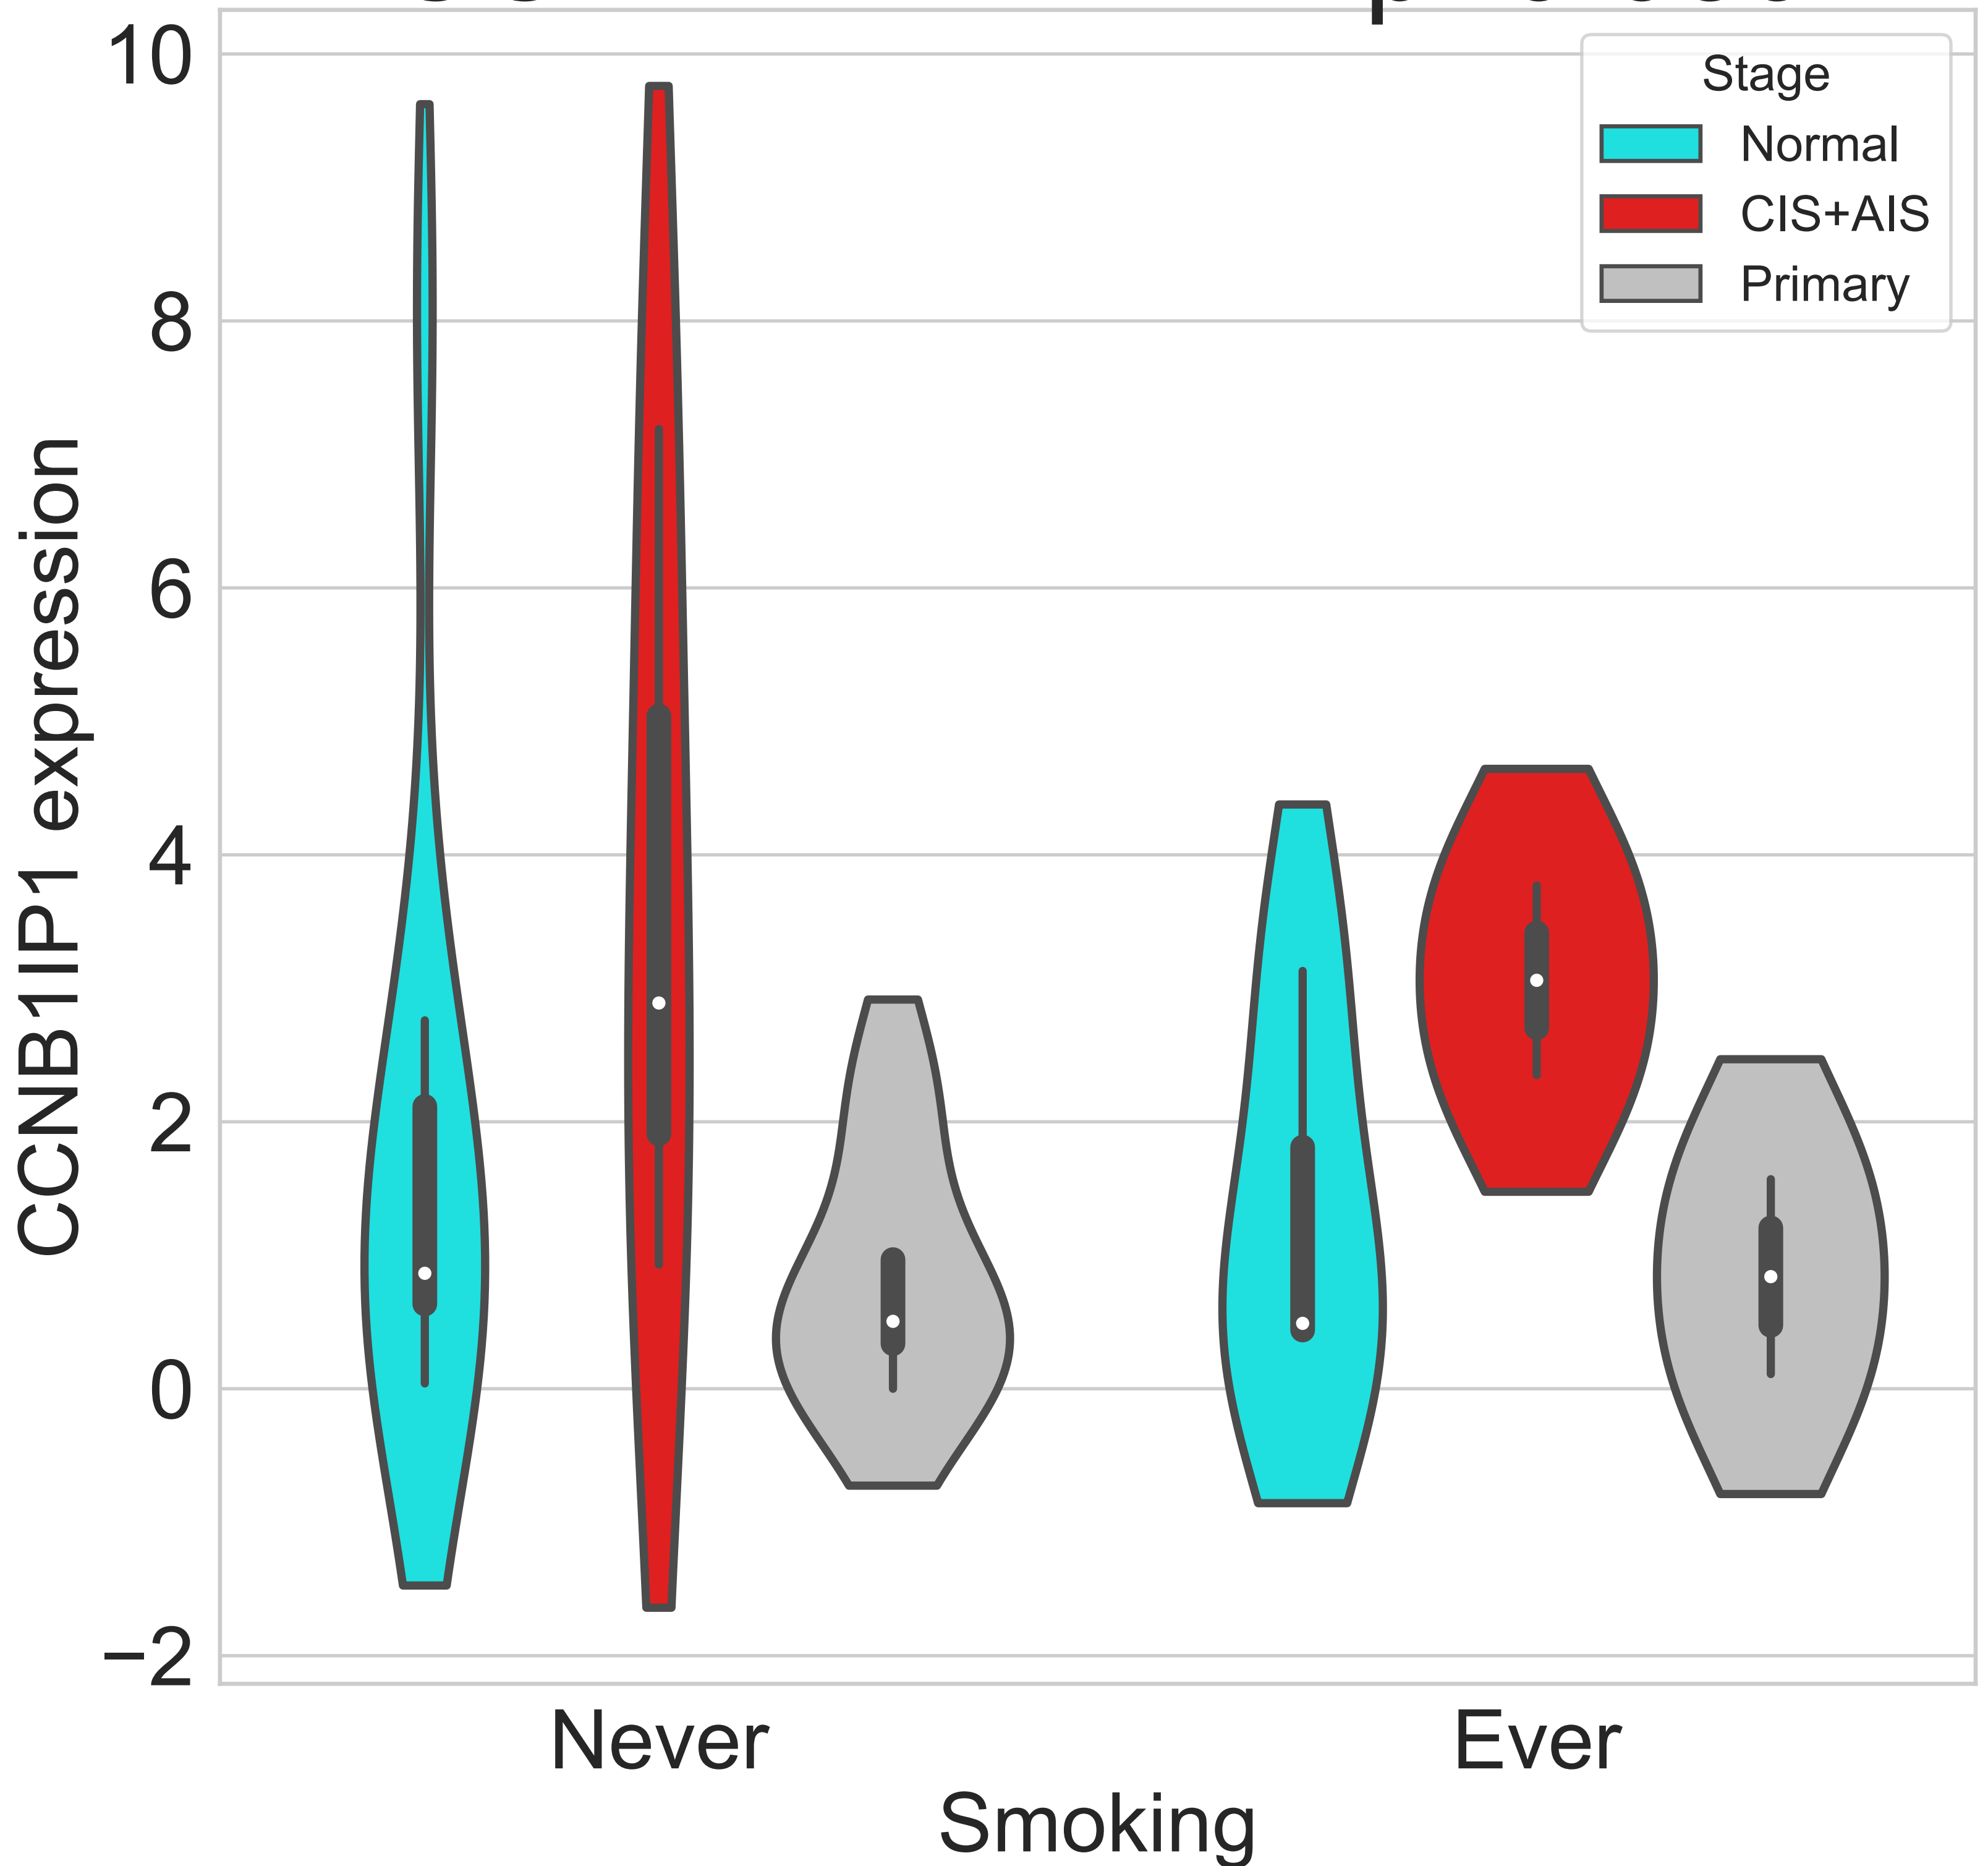 10
8
6
4
2
0
−2
CCNB1IP1 expression
Stage
Normal
CIS+AIS
Primary
Never
Ever
Smoking